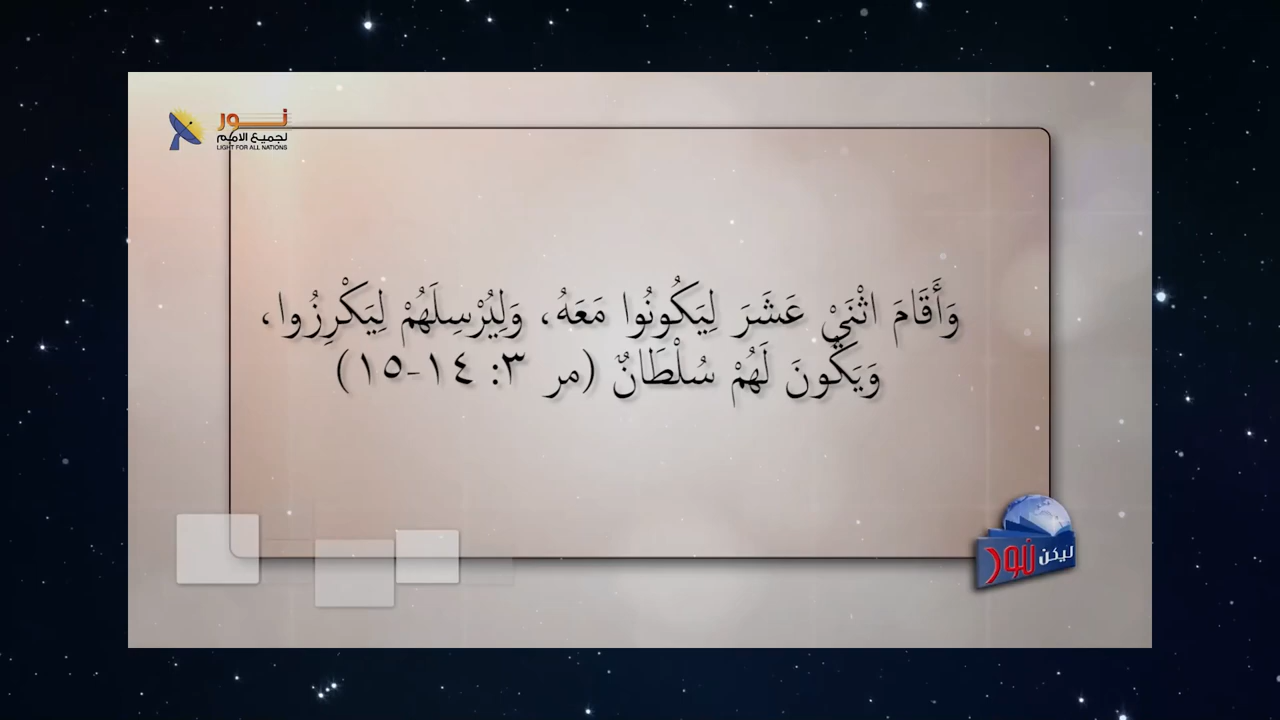 نـــور
لجميع الامم
LIGHT FOR ALL NATIONS
وَأَقَامَ اثْنَيْ عَشَرَ لِيَكُونُوا مَعَهُ، وَلِيُرْسِلَهُمْ لِيَكْرِزُوا،
وَيَكُونَ لَهُمْ سُلْطَانٌ (مر ٣: ١٤-١٥)
ليكن نور